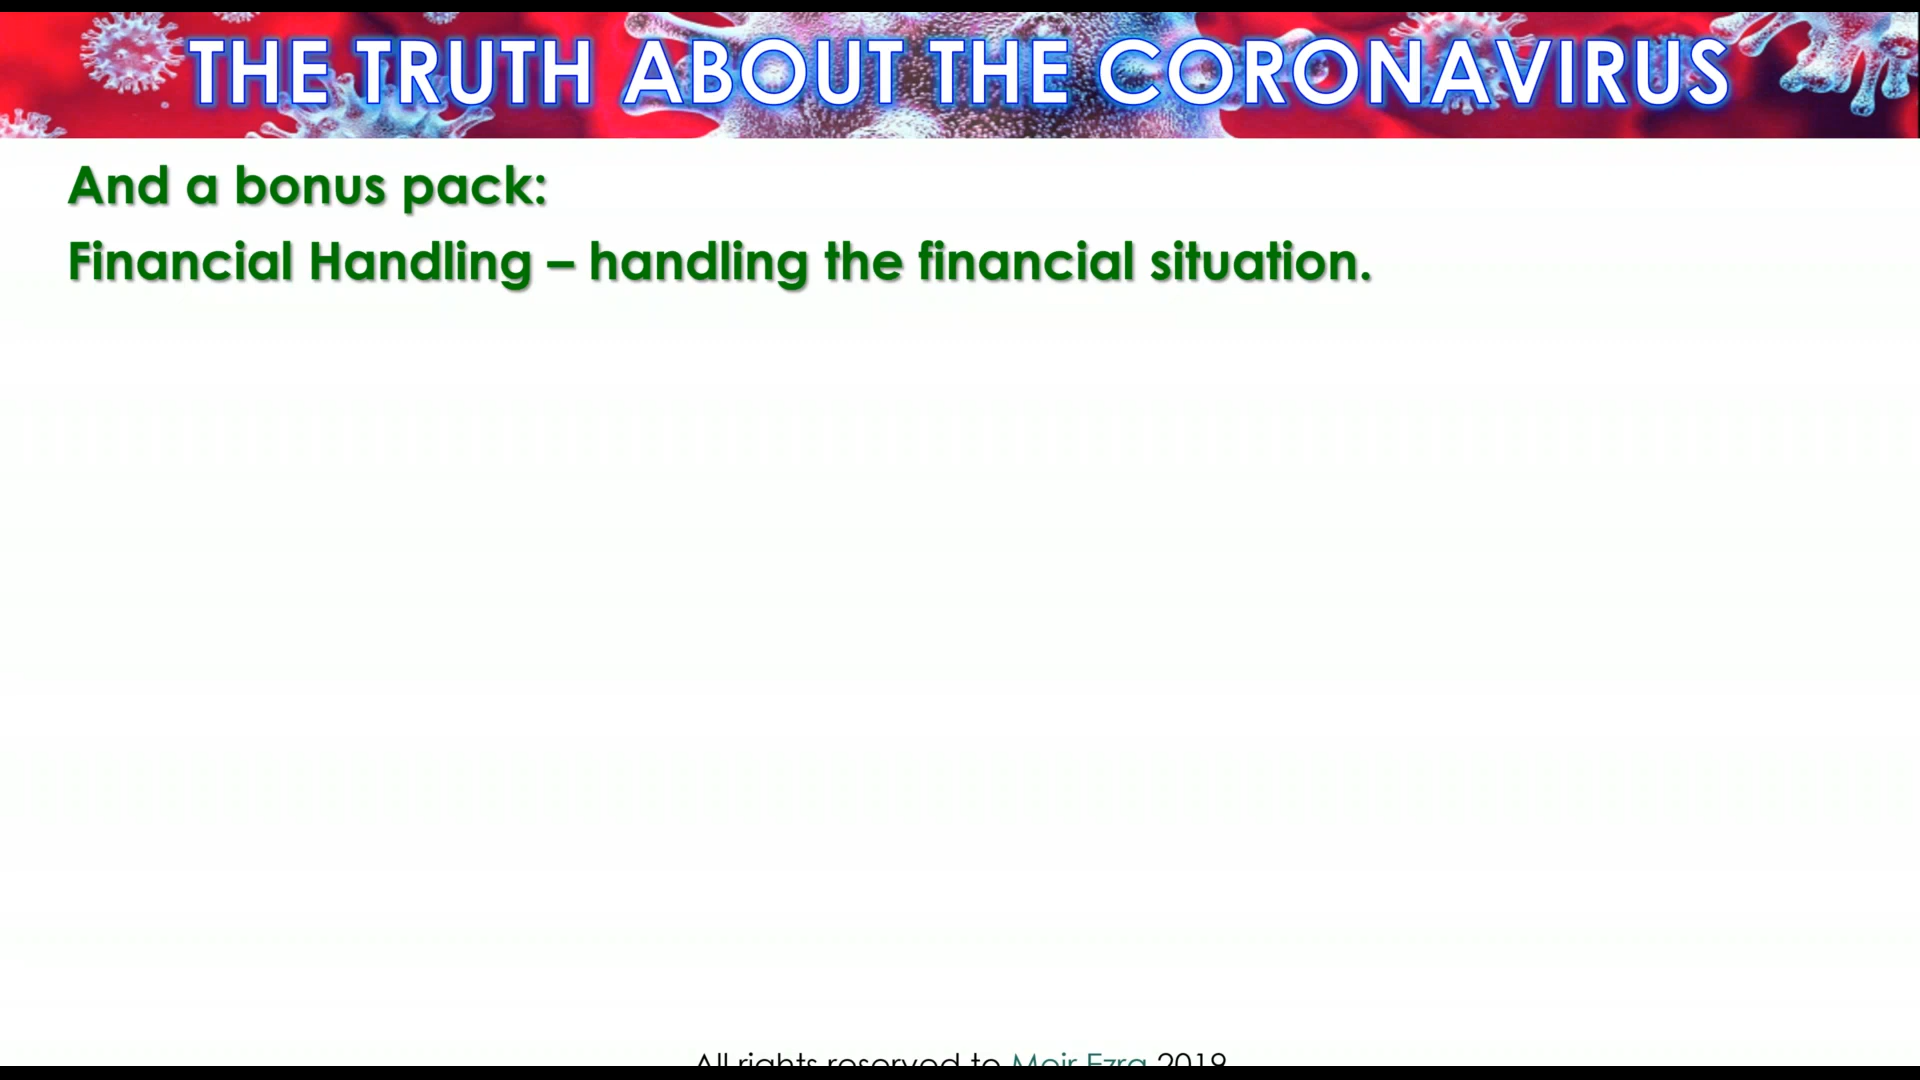 THE TRUTH ABOUT THE CORONAVIRUS
And a bonus pack:
Financial Handling – handling the financial situation.
All rights reserved to Meir Ezra 2019